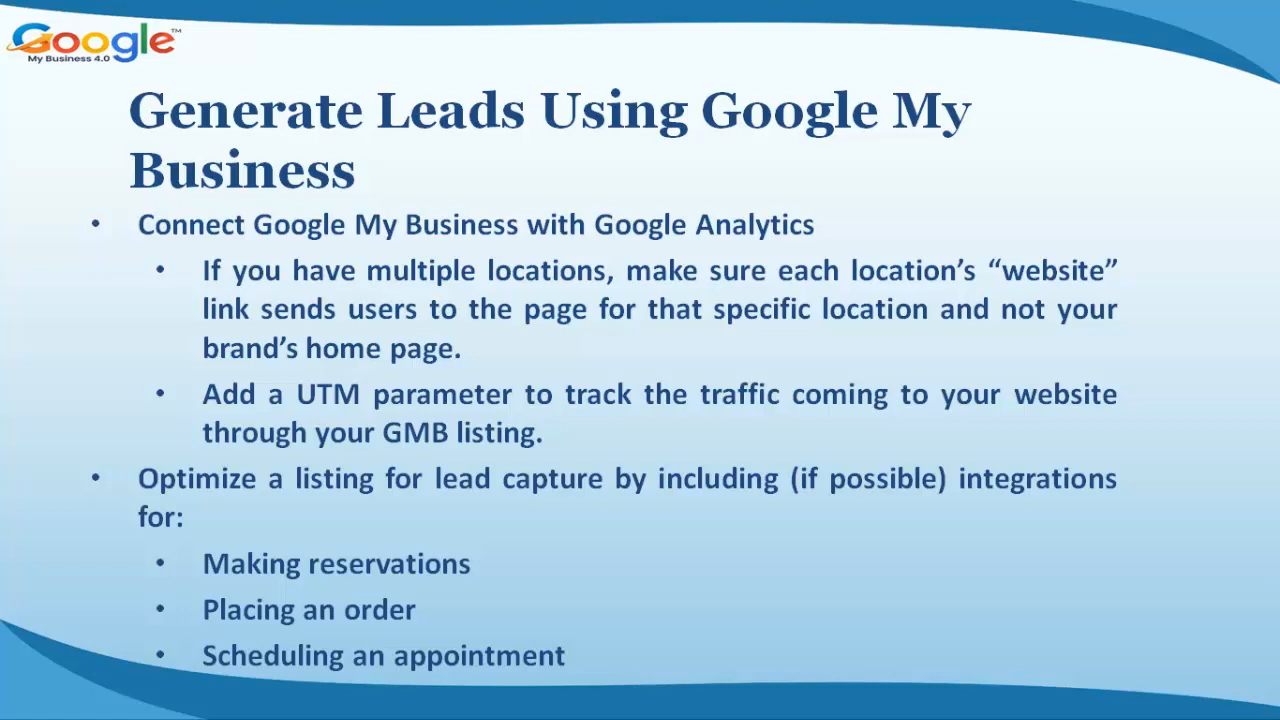 Google™
My Business 4.0
Generate Leads Using Google My
Business
• Connect Google My Business with Google Analytics
• If you have multiple locations, make sure each location’s “website”
link sends users to the page for that specific location and not your
brand’s home page.
• Add a UTM parameter to track the traffic coming to your website
through your GMB listing.
• Optimize a listing for lead capture by including (if possible) integrations
for:
• Making reservations
• Placing an order
• Scheduling an appointment